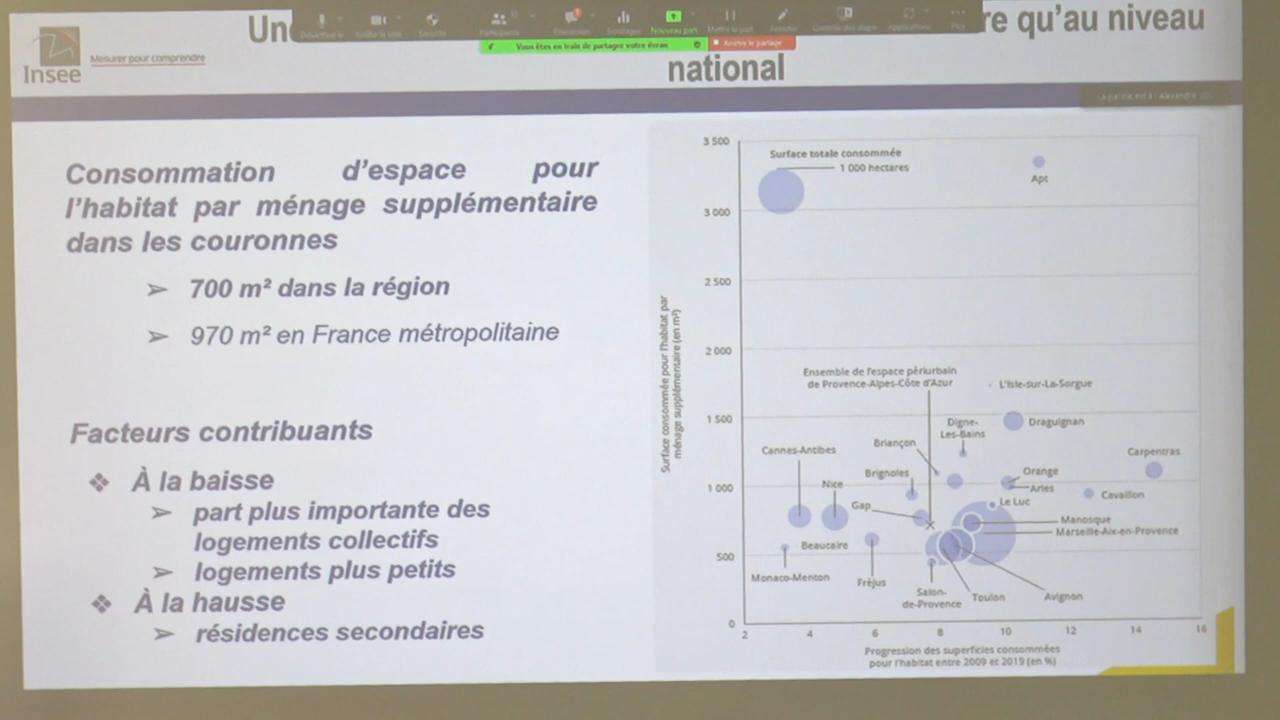 re qu'au niveau
national
Insee
Mesurer pour comprendre
Vous êtes en train de partager votre écran
Arrêter le partage
Consommation d'espace pour
l'habitat par ménage supplémentaire
dans les couronnes
➢ 700 m² dans la région
➢ 970 m² en France métropolitaine
Facteurs contribuants
❖ À la baisse
➢ part plus importante des
logements collectifs
➢ logements plus petits
❖ À la hausse
➢ résidences secondaires
Surface consommée pour l'habitat par
ménage supplémentaire (en m²)
3 500
3 000
2 500
2 000
1 500
1 000
500
0
Surface totale consommée
1 000 hectares
Apt
Ensemble de l'espace périurbain
de Provence-Alpes-Côte d'Azur
L'Isle-sur-La-Sorgue
Digne-
Les-Bains
Draguignan
Cannes-Antibes
Briançon
Carpentras
Brignoles
Orange
Nice
Arles
Cavaillon
Gap
Le Luc
Manosque
Marseille-Aix-en-Provence
Beaucaire
Monaco-Menton
Fréjus
Salon-
de-Provence
Toulon
Avignon
2 4 6 8 10 12 14 16
Progression des superficies consommées
pour l'habitat entre 2009 et 2019 (en %)